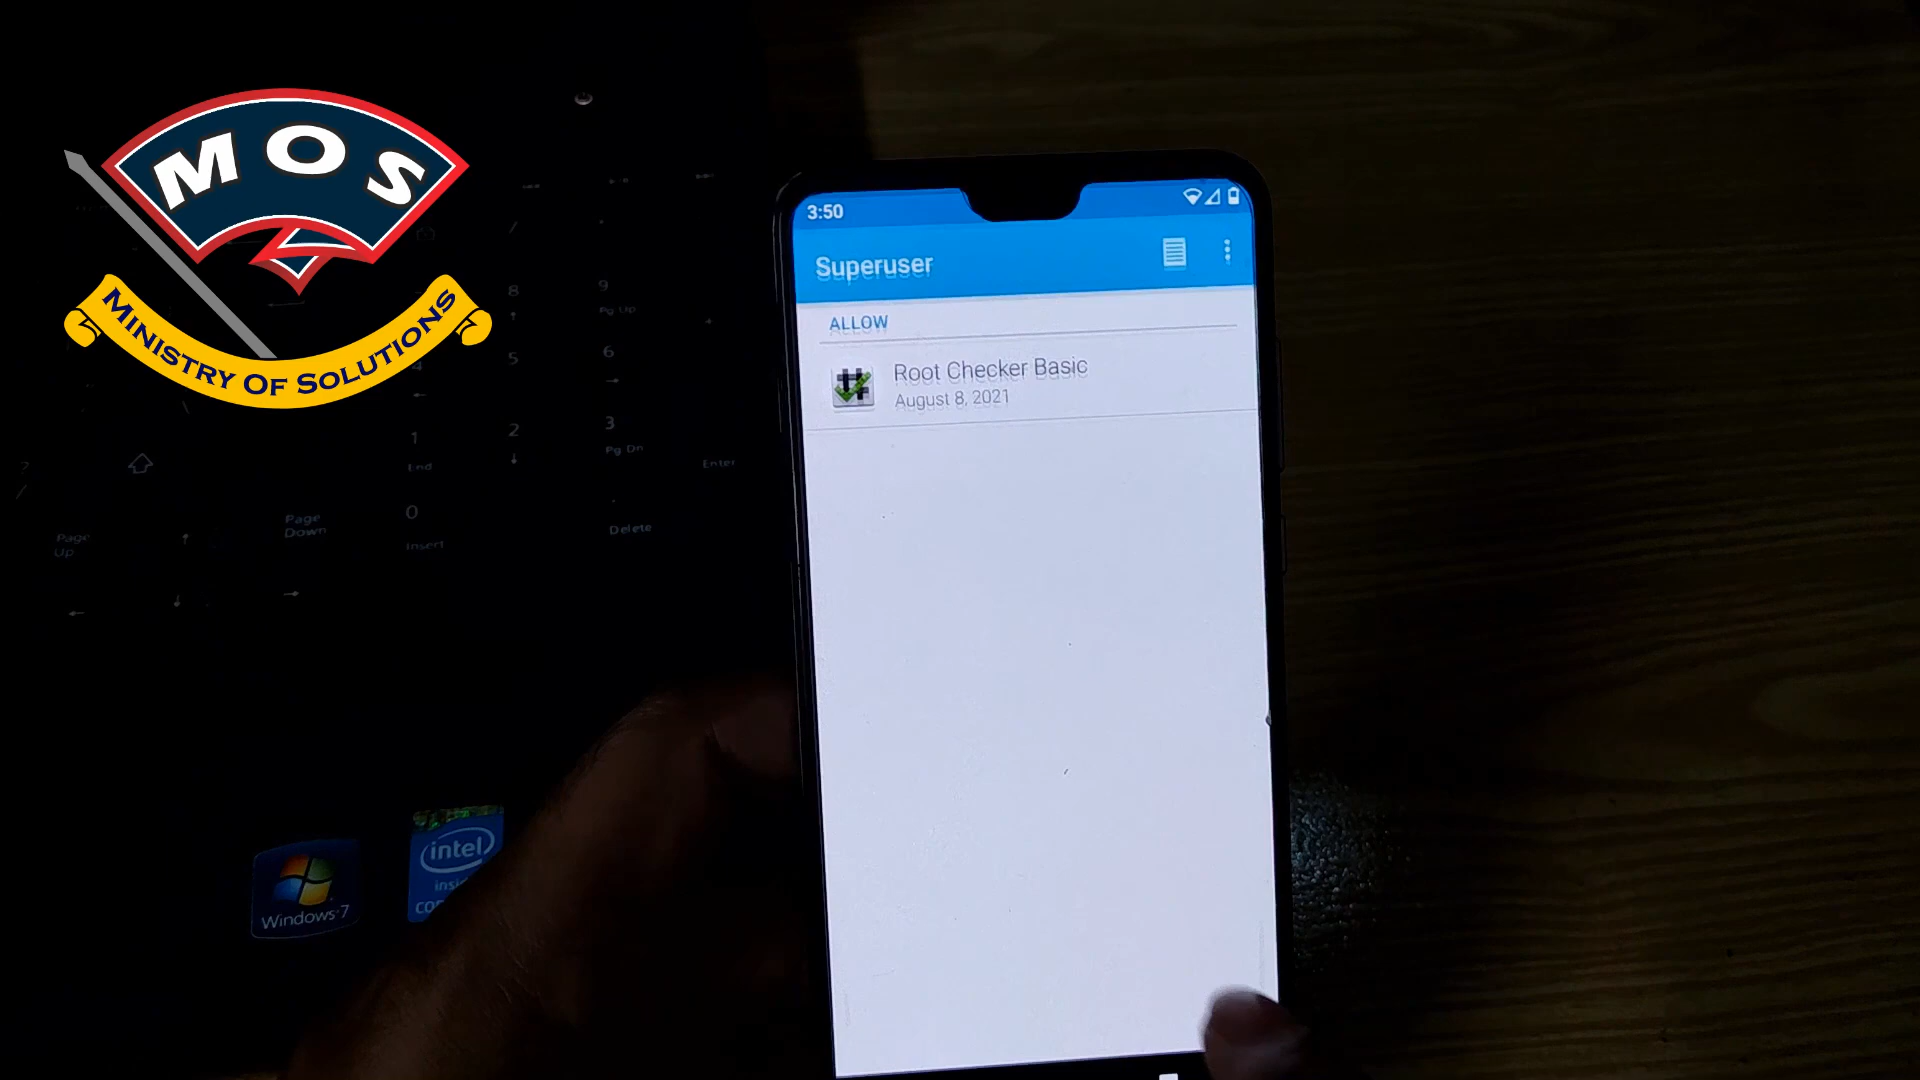 MOS
MINISTRY OF SOLUTIONS
3:50
Superuser
ALLOW
Root Checker Basic
August 8, 2021
8
9
Pg Up
5
6
4
1
End
2
3
Pg Dn
Enter
0
Insert
.
Delete
Page
Up
Page
Down
Windows 7
intel